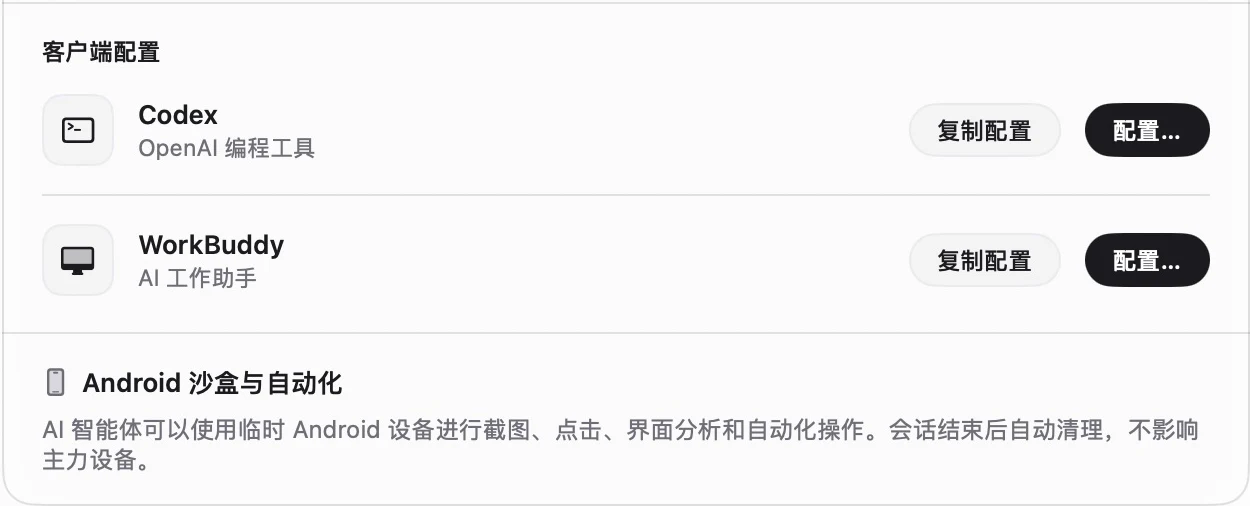 客户端配置
Codex
OpenAI 编程工具
复制配置
配置...
WorkBuddy
AI 工作助手
复制配置
配置...
Android 沙盒与自动化
AI 智能体可以使用临时 Android 设备进行截图、点击、界面分析和自动化操作。会话结束后自动清理，不影响
主力设备。